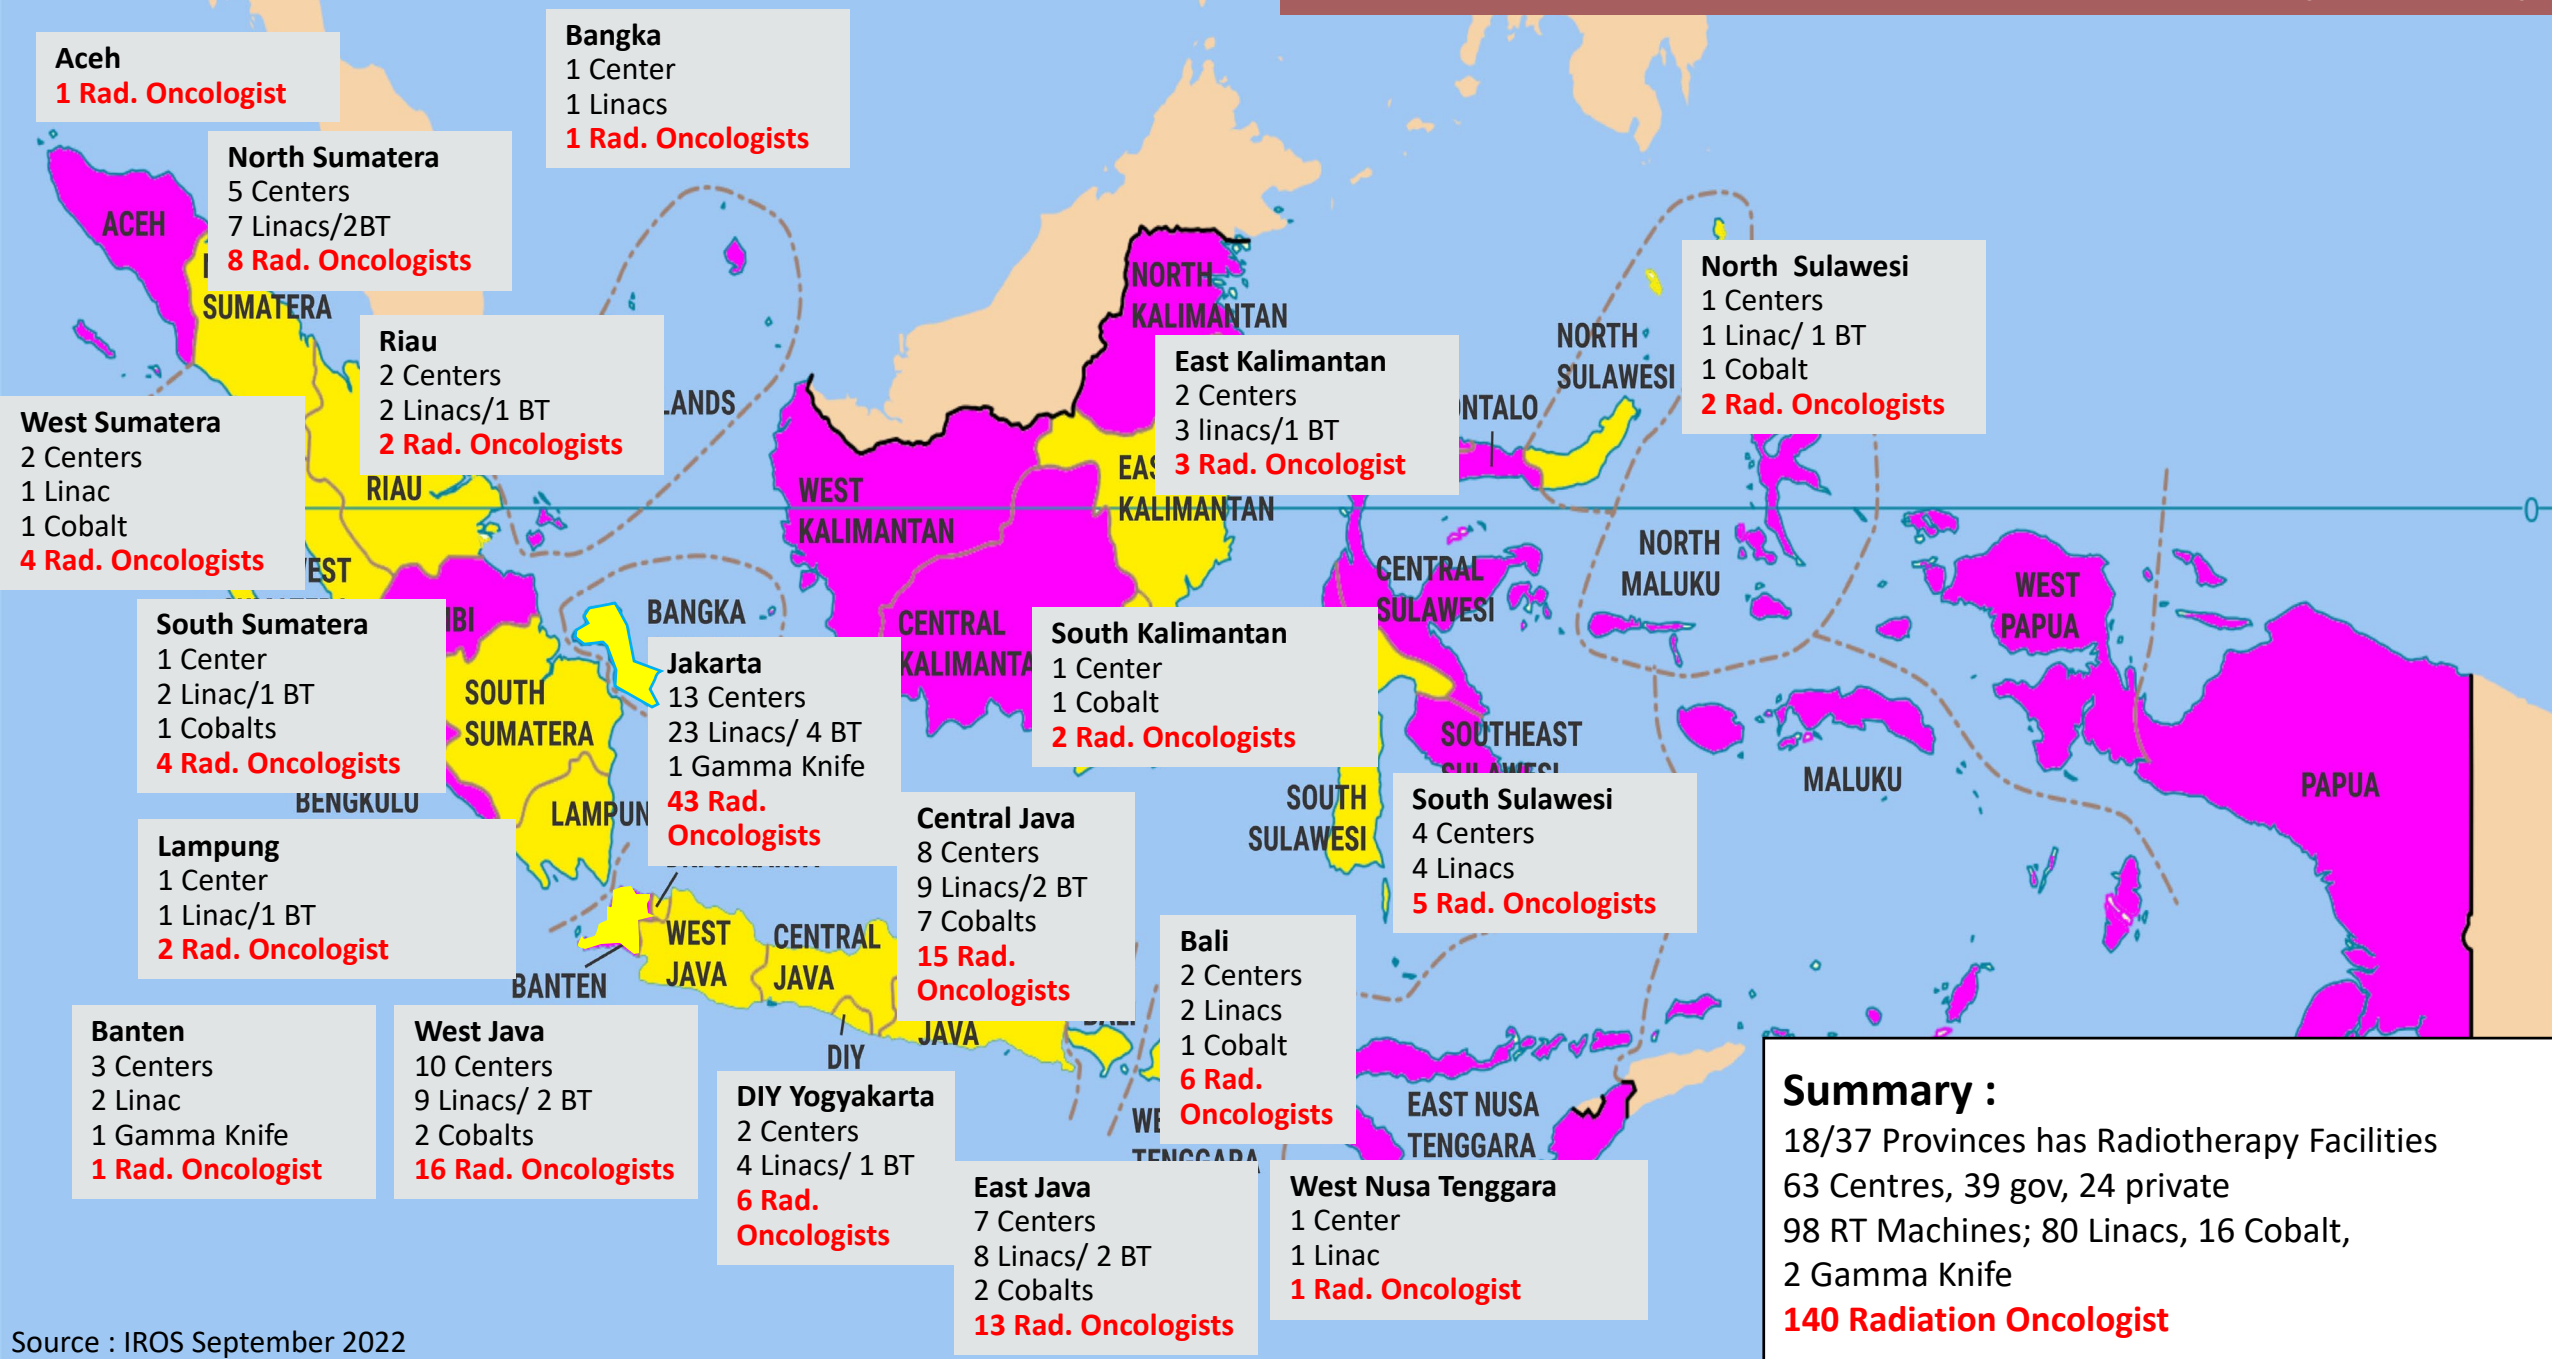 Aceh
1 Rad. Oncologist
Bangka
1 Center
1 Linacs
1 Rad. Oncologists
North Sumatera
5 Centers
7 Linacs/2BT
8 Rad. Oncologists
ACEH
SUMATERA
Riau
2 Centers
2 Linacs/1 BT
2 Rad. Oncologists
LANDS
RIAU
West Sumatera
2 Centers
1 Linac
1 Cobalt
4 Rad. Oncologists
EST
NORTH
KALIMANTAN
East Kalimantan
2 Centers
3 linacs/1 BT
3 Rad. Oncologist
EAS
KALIMANTAN
WEST
KALIMANTAN
NTALO
NORTH
SULAWESI
North Sulawesi
1 Centers
1 Linac/ 1 BT
1 Cobalt
2 Rad. Oncologists
0
CENTRAL
SULAWESI
NORTH
MALUKU
WEST
PAPUA
South Sumatera
1 Center
2 Linac/1 BT
1 Cobalts
4 Rad. Oncologists
BI
SOUTH
SUMATERA
BENGKULU
LAMPUN
BANGKA
Jakarta
13 Centers
23 Linacs/ 4 BT
1 Gamma Knife
43 Rad.
Oncologists
CENTRAL
KALIMANTA
South Kalimantan
1 Center
1 Cobalt
2 Rad. Oncologists
SOUTHEAST
SULAWESI
SOUTH
SULAWESI
South Sulawesi
4 Centers
4 Linacs
5 Rad. Oncologists
MALUKU
PAPUA
Lampung
1 Center
1 Linac/1 BT
2 Rad. Oncologist
BANTEN
WEST
JAVA
CENTRAL
JAVA
DIY
JAVA
Central Java
8 Centers
9 Linacs/2 BT
7 Cobalts
15 Rad.
Oncologists
Bali
2 Centers
2 Linacs
1 Cobalt
6 Rad.
Oncologists
Banten
3 Centers
2 Linac
1 Gamma Knife
1 Rad. Oncologist
West Java
10 Centers
9 Linacs/ 2 BT
2 Cobalts
16 Rad. Oncologists
DIY Yogyakarta
2 Centers
4 Linacs/ 1 BT
6 Rad.
Oncologists
WE
TENGGARA
EAST NUSA
TENGGARA
East Java
7 Centers
8 Linacs/ 2 BT
2 Cobalts
13 Rad. Oncologists
West Nusa Tenggara
1 Center
1 Linac
1 Rad. Oncologist
Summary :
18/37 Provinces has Radiotherapy Facilities
63 Centres, 39 gov, 24 private
98 RT Machines; 80 Linacs, 16 Cobalt,
2 Gamma Knife
140 Radiation Oncologist
Source : IROS September 2022